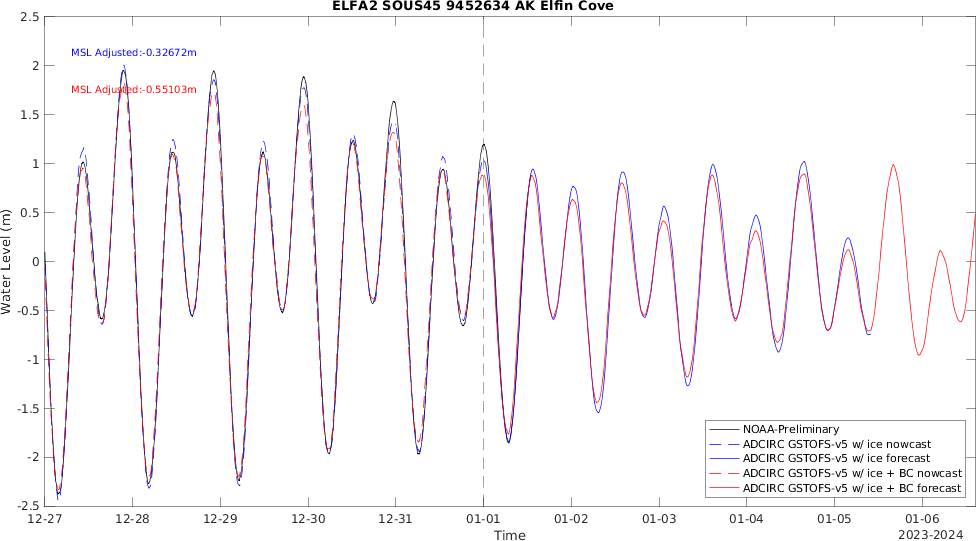 ELFA2 SOUS45 9452634 AK Elfin Cove
MSL Adjusted:-0.32672m
MSL Adjusted:-0.55103m
Water Level (m)
2.5
2
1.5
1
0.5
0
-0.5
-1
-1.5
-2
-2.5
NOAA-Preliminary
ADCIRC GSTOFS-v5 w/ ice nowcast
ADCIRC GSTOFS-v5 w/ ice forecast
ADCIRC GSTOFS-v5 w/ ice + BC nowcast
ADCIRC GSTOFS-v5 w/ ice + BC forecast
12-27 12-28 12-29 12-30 12-31 01-01 01-02 01-03 01-04 01-05 01-06
Time
2023-2024